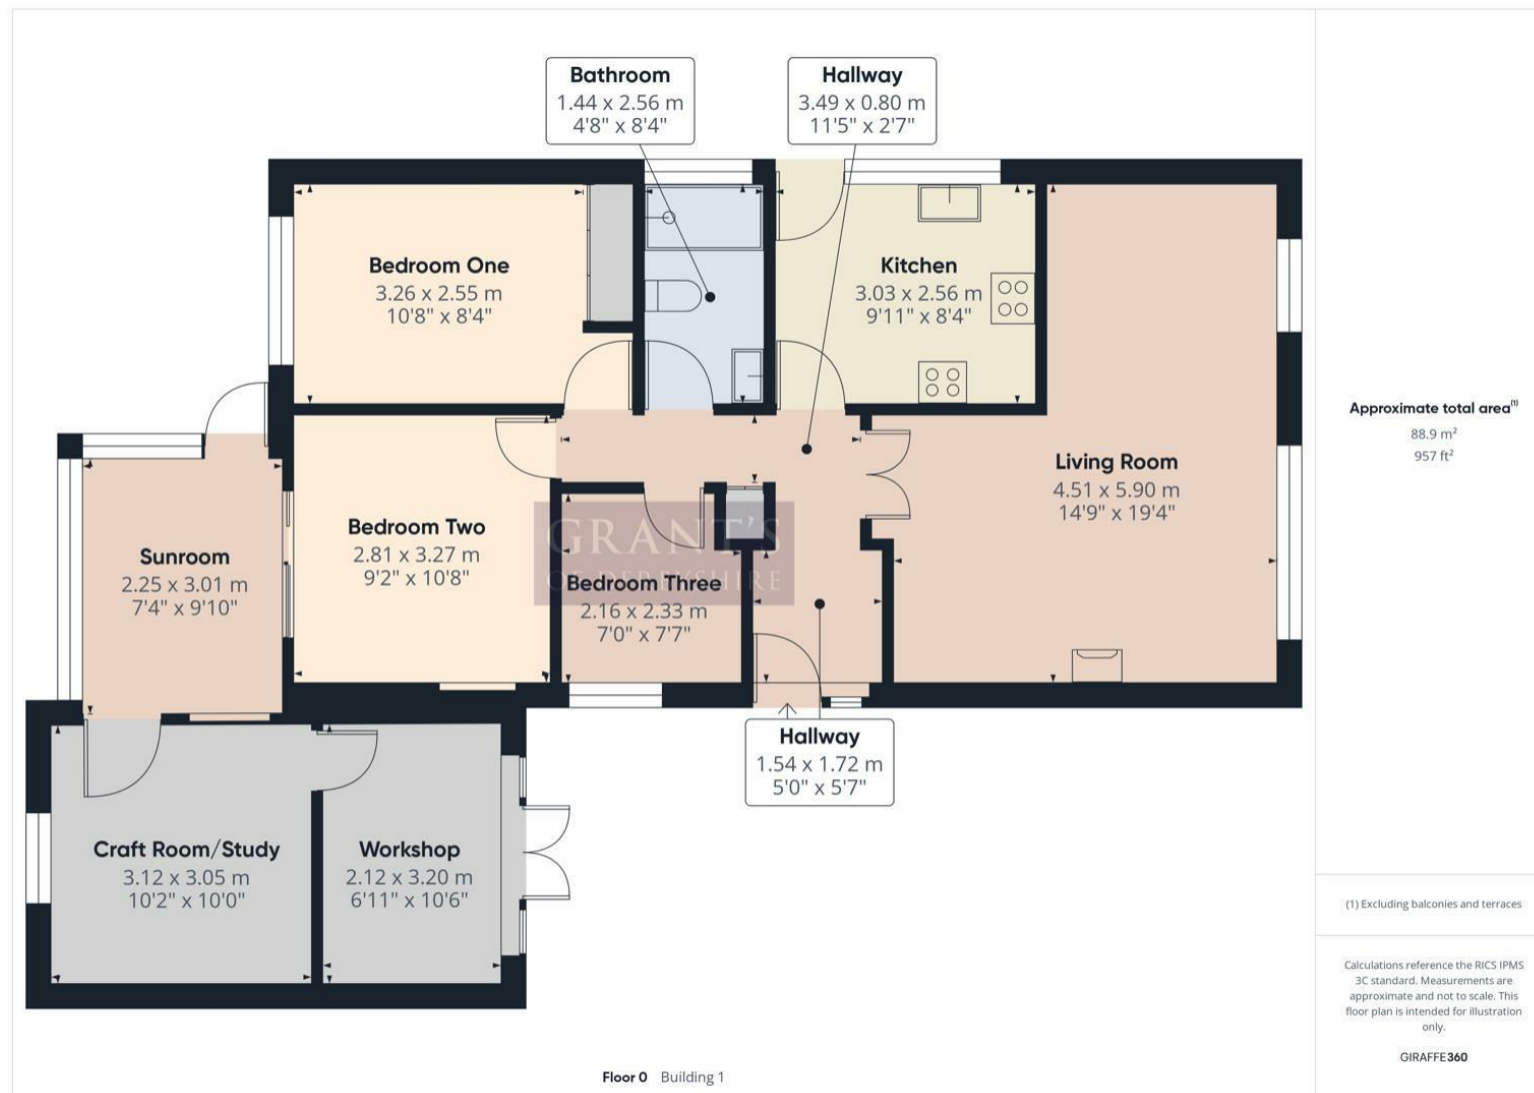 Bathroom
1.44 x 2.56 m
4'8" x 8'4"
Hallway
3.49 x 0.80 m
11'5" x 2'7"
Bedroom One
3.26 x 2.55 m
10'8" x 8'4"
Kitchen
3.03 x 2.56 m
9'11" x 8'4"
Living Room
4.51 x 5.90 m
14'9" x 19'4"
Bedroom Two
2.81 x 3.27 m
9'2" x 10'8"
GRANT'S
OF DERBYSHIRE
Bedroom Three
2.16 x 2.33 m
7'0" x 7'7"
Sunroom
2.25 x 3.01 m
7'4" x 9'10"
Hallway
1.54 x 1.72 m
5'0" x 5'7"
Craft Room/Study
3.12 x 3.05 m
10'2" x 10'0"
Workshop
2.12 x 3.20 m
6'11" x 10'6"
Floor 0 Building 1
Approximate total area(1)
88.9 m²
957 ft²
(1) Excluding balconies and terraces
Calculations reference the RICS IPMS
3C standard. Measurements are
approximate and not to scale. This
floor plan is intended for illustration
only.
GIRAFFE360